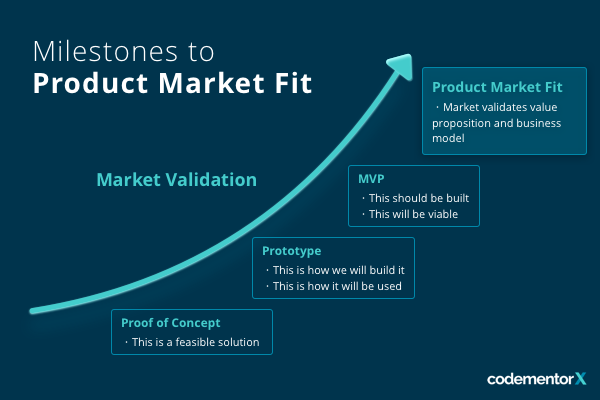 Milestones to
Product Market Fit
Product Market Fit
· Market validates value
proposition and business
model
Market Validation
MVP
· This should be built
· This will be viable
Prototype
· This is how we will build it
· This is how it will be used
Proof of Concept
· This is a feasible solution
codementorX